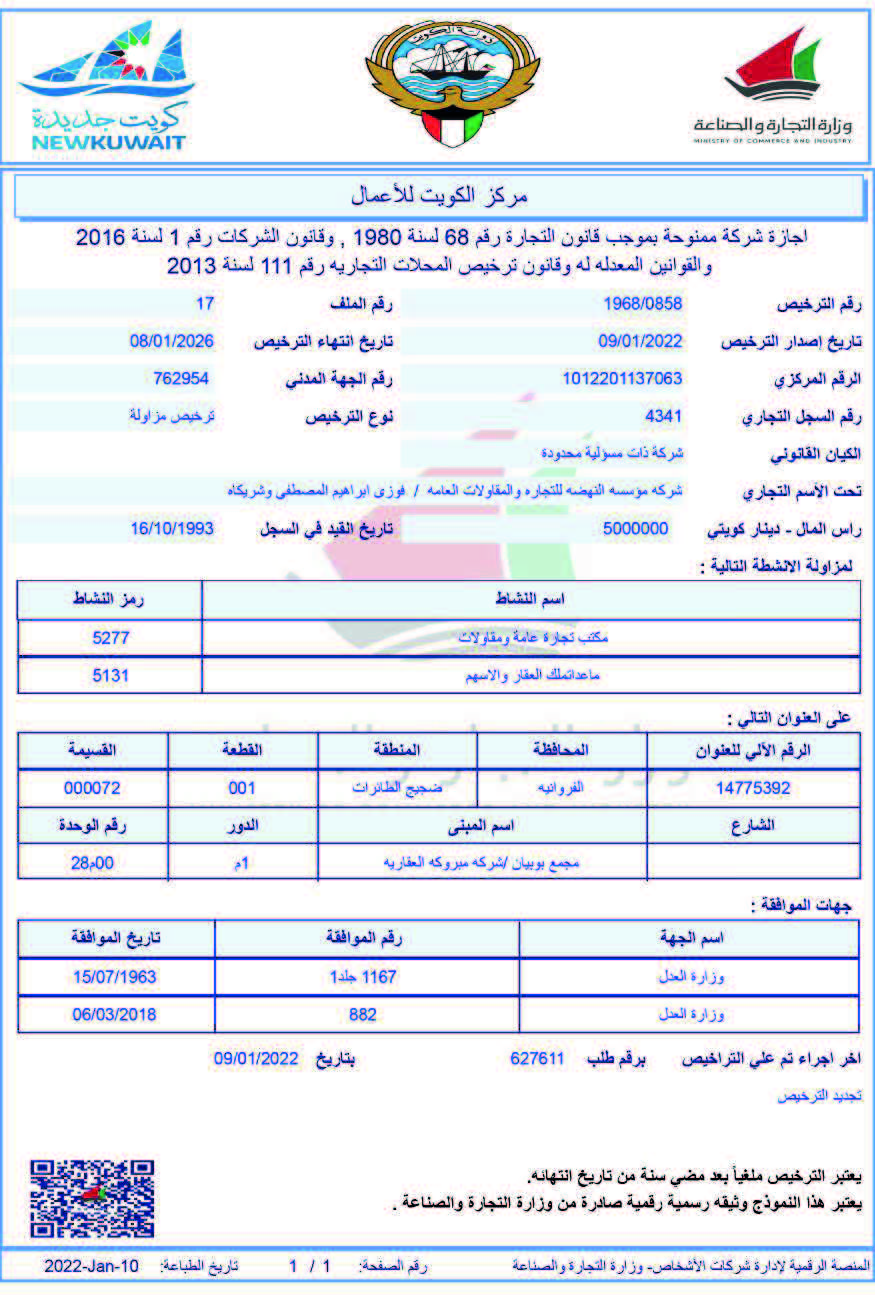 كويت جديدة
NEWKUWAIT
دولة الكويت
وزارة التجارة والصناعة
MINISTRY OF COMMERCE AND INDUSTRY
مركز الكويت للأعمال
اجازة شركة ممنوحة بموجب قانون التجارة رقم 68 لسنة 1980 , وقانون الشركات رقم 1 لسنة 2016
والقوانين المعدله له وقانون ترخيص المحلات التجاريه رقم 111 لسنة 2013
رقم الترخيص 1968/0858 رقم الملف 17
تاريخ إصدار الترخيص 09/01/2022 تاريخ انتهاء الترخيص 08/01/2026
الرقم المركزي 1012201137063 رقم الجهة المدني 762954
رقم السجل التجاري 4341 نوع الترخيص ترخيص مزاولة
الكيان القانوني شركة ذات مسؤلية محدودة
تحت الأسم التجاري شركه مؤسسه النهضه للتجاره والمقاولات العامه / فوزى ابراهيم المصطفى وشريكاه
راس المال - دينار كويتي 5000000 تاريخ القيد في السجل 16/10/1993
لمزاولة الانشطة التالية :
اسم النشاط رمز النشاط
مكتب تجارة عامة ومقاولات 5277
ماعداتملك العقار والاسهم 5131
على العنوان التالي :
الرقم الآلي للعنوان المحافظة المنطقة القطعة القسيمة
14775392 الفروانيه ضجيج الطائرات 001 000072
الشارع اسم المبنى الدور رقم الوحدة
مجمع بوبيان /شركه مبروكه العقاريه م1 00م28
جهات الموافقة :
اسم الجهة رقم الموافقة تاريخ الموافقة
وزارة العدل 1167 جلد1 15/07/1963
وزارة العدل 882 06/03/2018
اخر اجراء تم علي التراخيص برقم طلب 627611 بتاريخ 09/01/2022
تجديد الترخيص
يعتبر الترخيص ملغياً بعد مضي سنة من تاريخ انتهائه.
يعتبر هذا النموذج وثيقه رسمية رقمية صادرة من وزارة التجارة والصناعة .
المنصة الرقمية لإدارة شركات الأشخاص- وزارة التجارة والصناعة رقم الصفحة: 1 / 1 تاريخ الطباعة: 2022-Jan-10